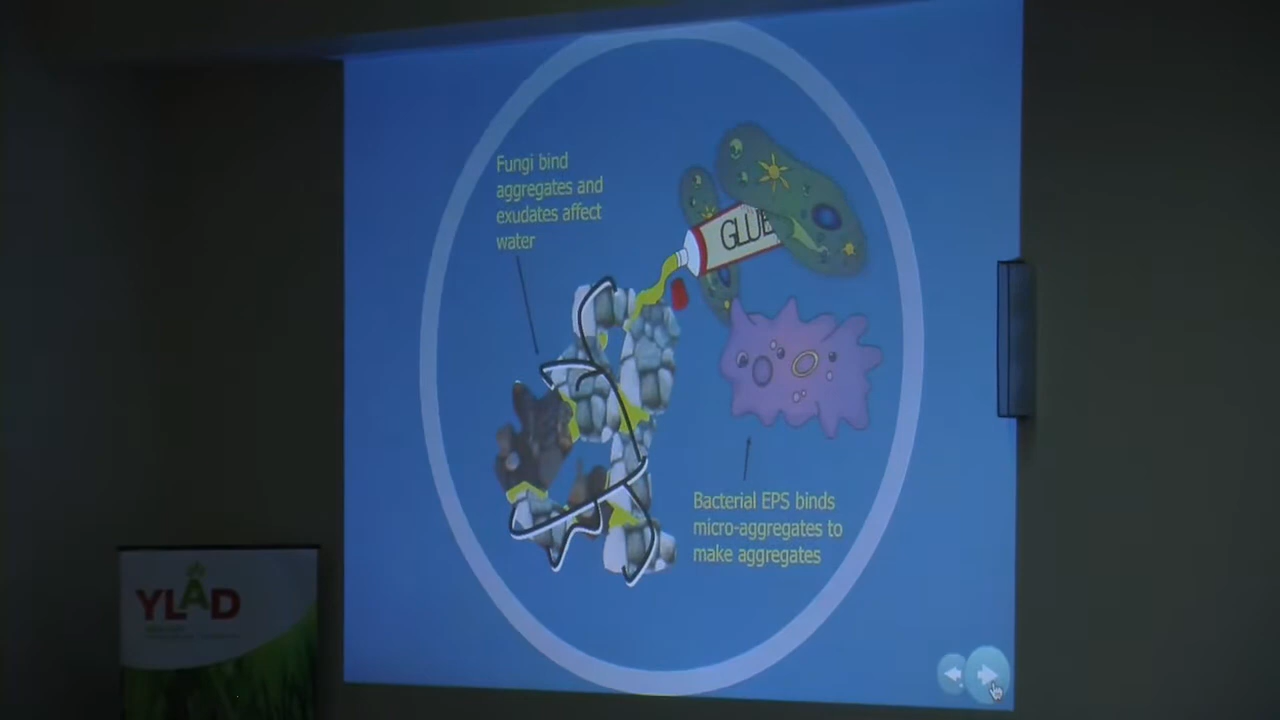 Fungi bind
aggregates and
exudates affect
water
GLUE
Bacterial EPS binds
micro-aggregates to
make aggregates
YLAD